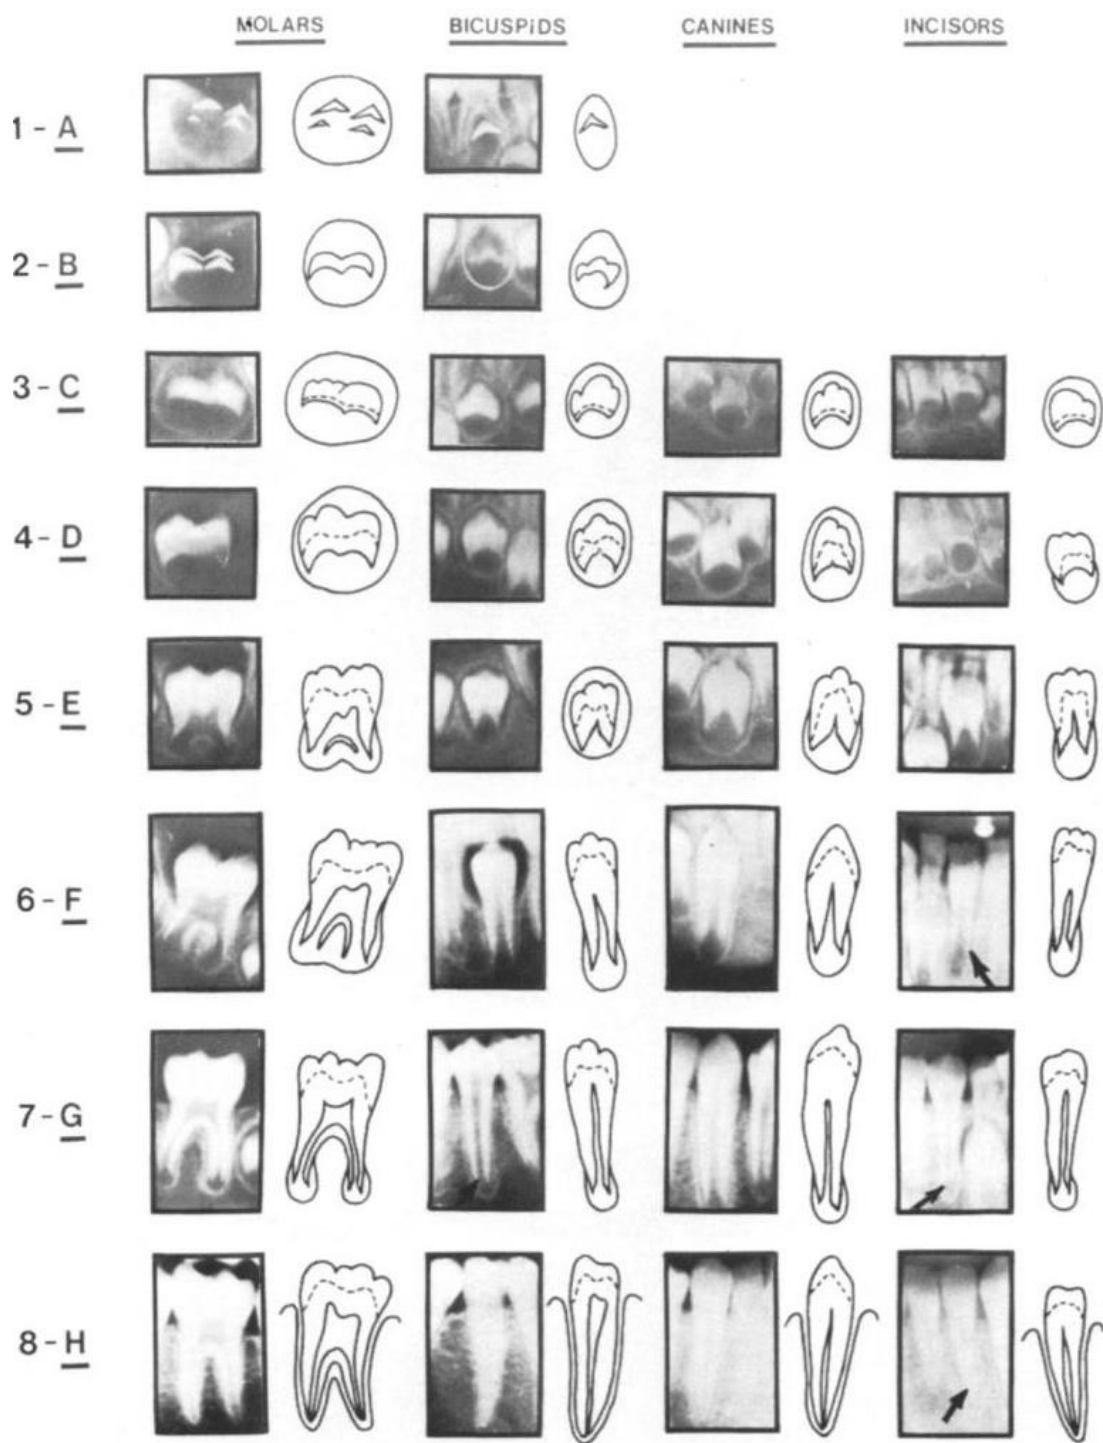 MOLARS BICUSPiDS CANINES INCISORS
1 - A
2 - B
3 - C
4 - D
5 - E
6 - F
7 - G
8 - H